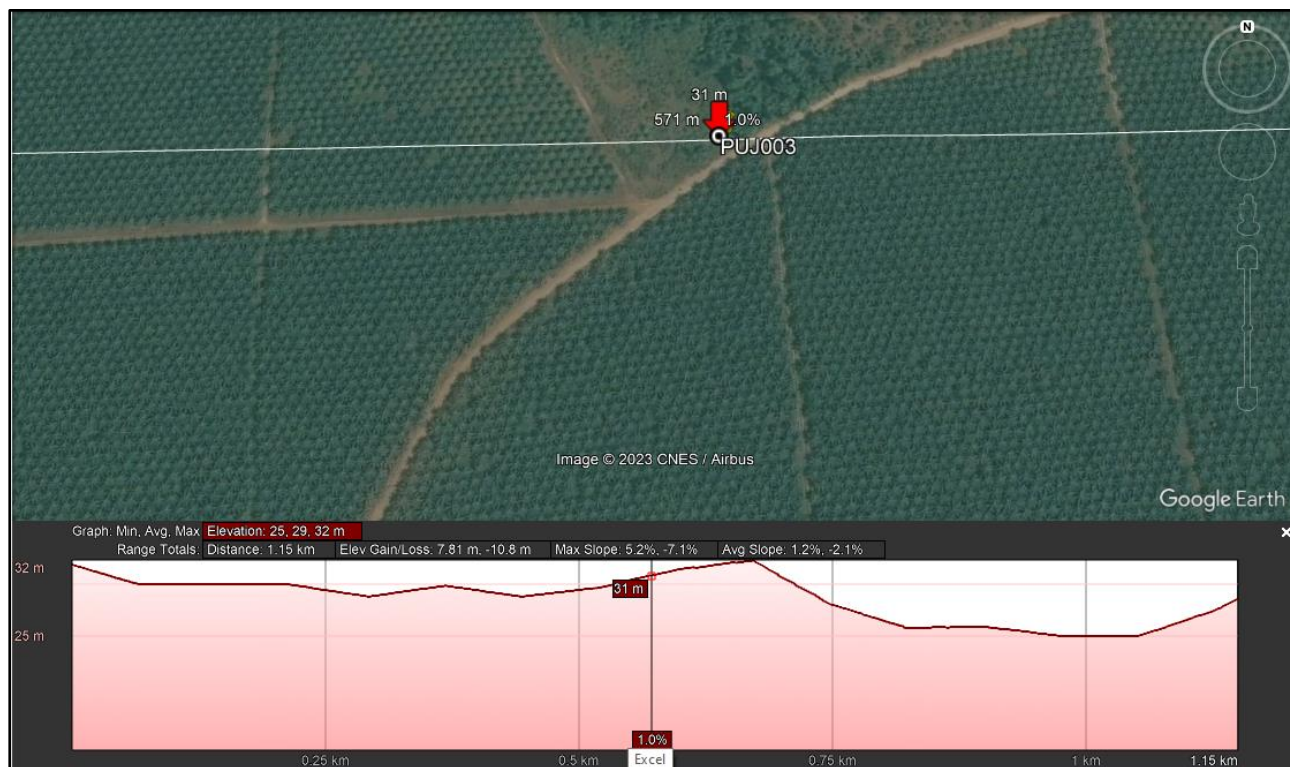 N
31 m
571 m 1.0%
PUJ003
Image © 2023 CNES / Airbus
Google Earth
Graph: Min, Avg, Max Elevation: 25, 29, 32 m
Range Totals: Distance: 1.15 km Elev Gain/Loss: 7.81 m, -10.8 m Max Slope: 5.2%, -7.1% Avg Slope: 1.2%, -2.1%
32 m
31 m
25 m
1.0%
0.25 km 0.5 km Excel 0.75 km 1 km 1.15 km